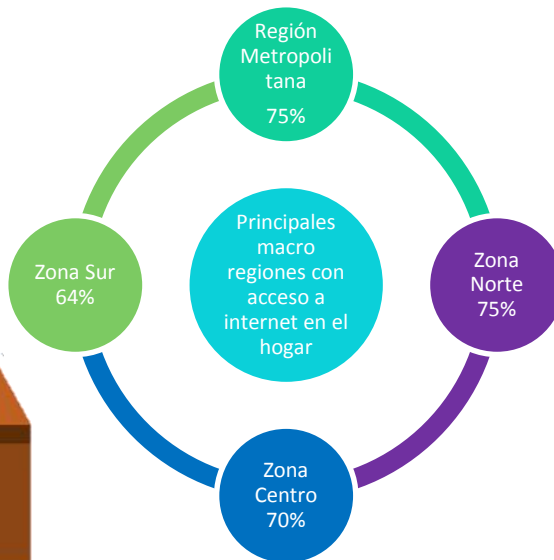 Región
Metropoli
tana
75%
Principales
macro
regiones con
acceso a
internet en el
hogar
Zona Sur
64%
Zona
Norte
75%
Zona
Centro
70%